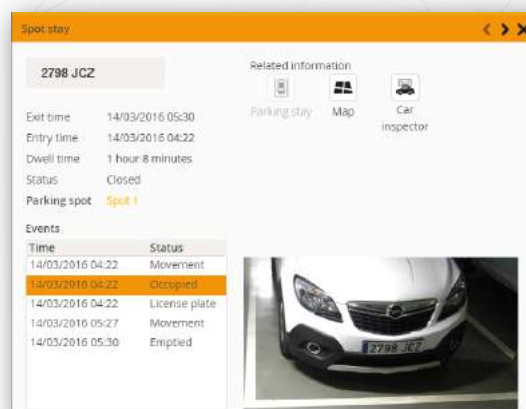 Spot stay
2798 JCZ
Exit time 14/03/2016 05:30
Entry time 14/03/2016 04:22
Dwell time 1 hour 8 minutes
Status Closed
Parking spot Spot 1
Related information
Parking stay
Map
Car
inspector
Events
Time Status
14/03/2016 04:22 Movement
14/03/2016 04:22 Occupied
14/03/2016 04:22 License plate
14/03/2016 05:27 Movement
14/03/2016 05:30 Emptied
2798 JCZ